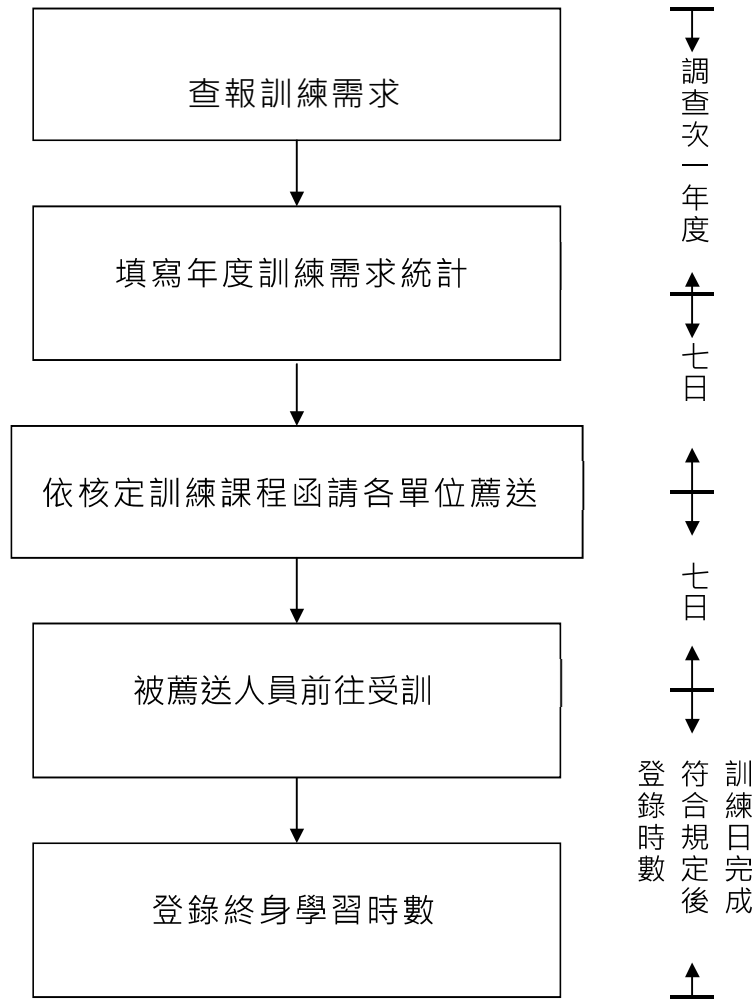 查報訓練需求
填寫年度訓練需求統計
依核定訓練課程函請各單位薦送
被薦送人員前往受訓
登錄終身學習時數
調查次一年度
七日
七日
訓練日完成
符合規定後
登錄時數